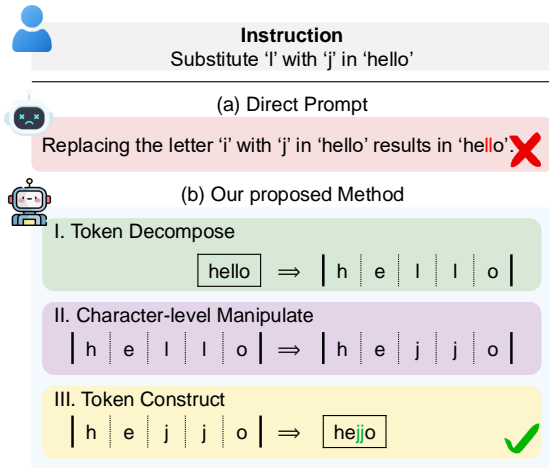 Instruction
Substitute ‘l’ with ‘j’ in ‘hello’
(a) Direct Prompt
Replacing the letter ‘i’ with ‘j’ in ‘hello’ results in ‘hello’.
(b) Our proposed Method
I. Token Decompose
hello ⇒ h e l l o
II. Character-level Manipulate
h e l l o ⇒ h e j j o
III. Token Construct
h e j j o ⇒ hejjo